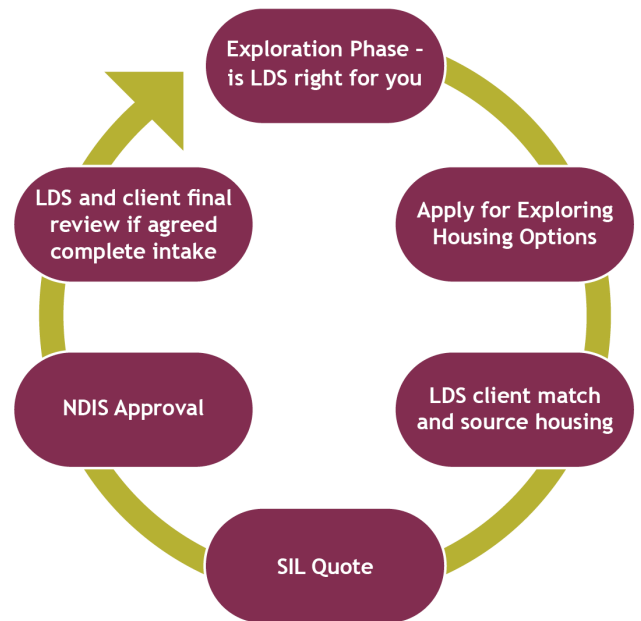 Exploration Phase –
is LDS right for you
Apply for Exploring
Housing Options
LDS client match
and source housing
SIL Quote
NDIS Approval
LDS and client final
review if agreed
complete intake